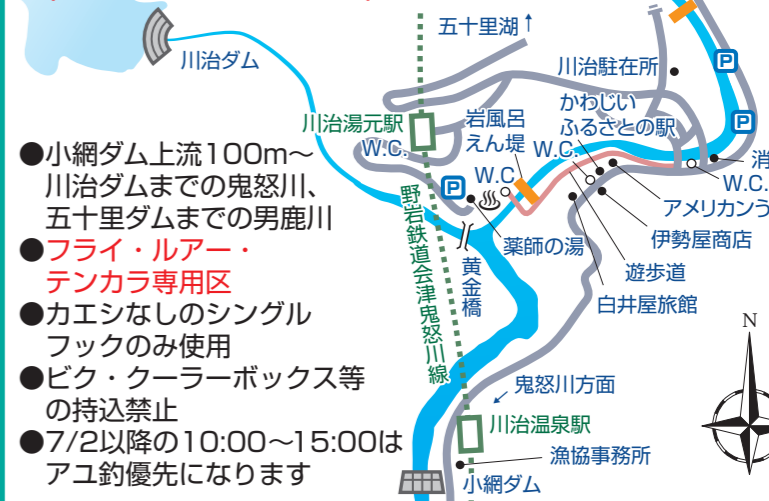 五十里湖
川治ダム
川治駐在所
P
かわじい
ふるさとの駅
岩風呂
えん堤
川治湯元駅
W.C.
W.C.
P
W.C
P
W.C.
消
アメリカンう
伊勢屋商店
遊歩道
白井屋旅館
薬師の湯
黄金橋
野岩鉄道会津鬼怒川線
N
鬼怒川方面
川治温泉駅
漁協事務所
小網ダム
●小網ダム上流100m〜
川治ダムまでの鬼怒川、
五十里ダムまでの男鹿川
●フライ・ルアー・
テンカラ専用区
●カエシなしのシングル
フックのみ使用
●ビク・クーラーボックス等
の持込禁止
●7/2以降の10:00〜15:00は
アユ釣優先になります